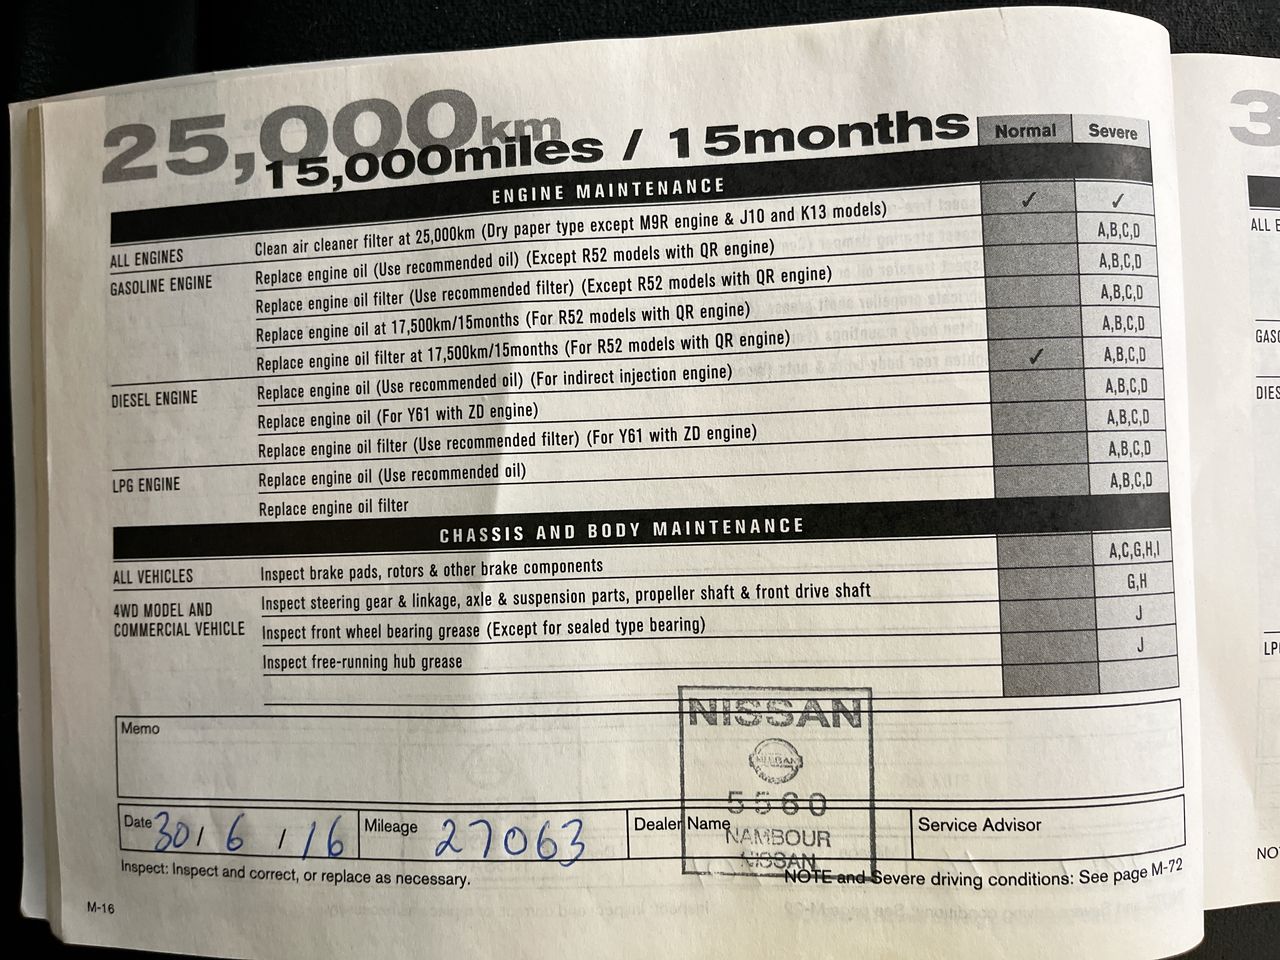 25,000km
15,000miles / 15months
Normal Severe
ENGINE MAINTENANCE
ALL ENGINES Clean air cleaner filter at 25,000km (Dry paper type except M9R engine & J10 and K13 models) ✓ ✓
GASOLINE ENGINE Replace engine oil (Use recommended oil) (Except R52 models with QR engine) A,B,C,D
Replace engine oil filter (Use recommended filter) (Except R52 models with QR engine) A,B,C,D
Replace engine oil at 17,500km/15months (For R52 models with QR engine) A,B,C,D
Replace engine oil filter at 17,500km/15months (For R52 models with QR engine) A,B,C,D
DIESEL ENGINE Replace engine oil (Use recommended oil) (For indirect injection engine) ✓ A,B,C,D
Replace engine oil (For Y61 with ZD engine) A,B,C,D
Replace engine oil filter (Use recommended filter) (For Y61 with ZD engine) A,B,C,D
LPG ENGINE Replace engine oil (Use recommended oil) A,B,C,D
Replace engine oil filter A,B,C,D
CHASSIS AND BODY MAINTENANCE
ALL VEHICLES Inspect brake pads, rotors & other brake components A,C,G,H,I
4WD MODEL AND Inspect steering gear & linkage, axle & suspension parts, propeller shaft & front drive shaft G,H
COMMERCIAL VEHICLE Inspect front wheel bearing grease (Except for sealed type bearing) J
Inspect free-running hub grease J
Memo
NISSAN
NISSAN
5560
NAMBOUR
NISSAN
Date 30/6/16 Mileage 27063 Dealer Name Service Advisor
Inspect: Inspect and correct, or replace as necessary. NOTE and Severe driving conditions: See page M-72
M-16
3
ALL E
GASO
DIES
LP
NO